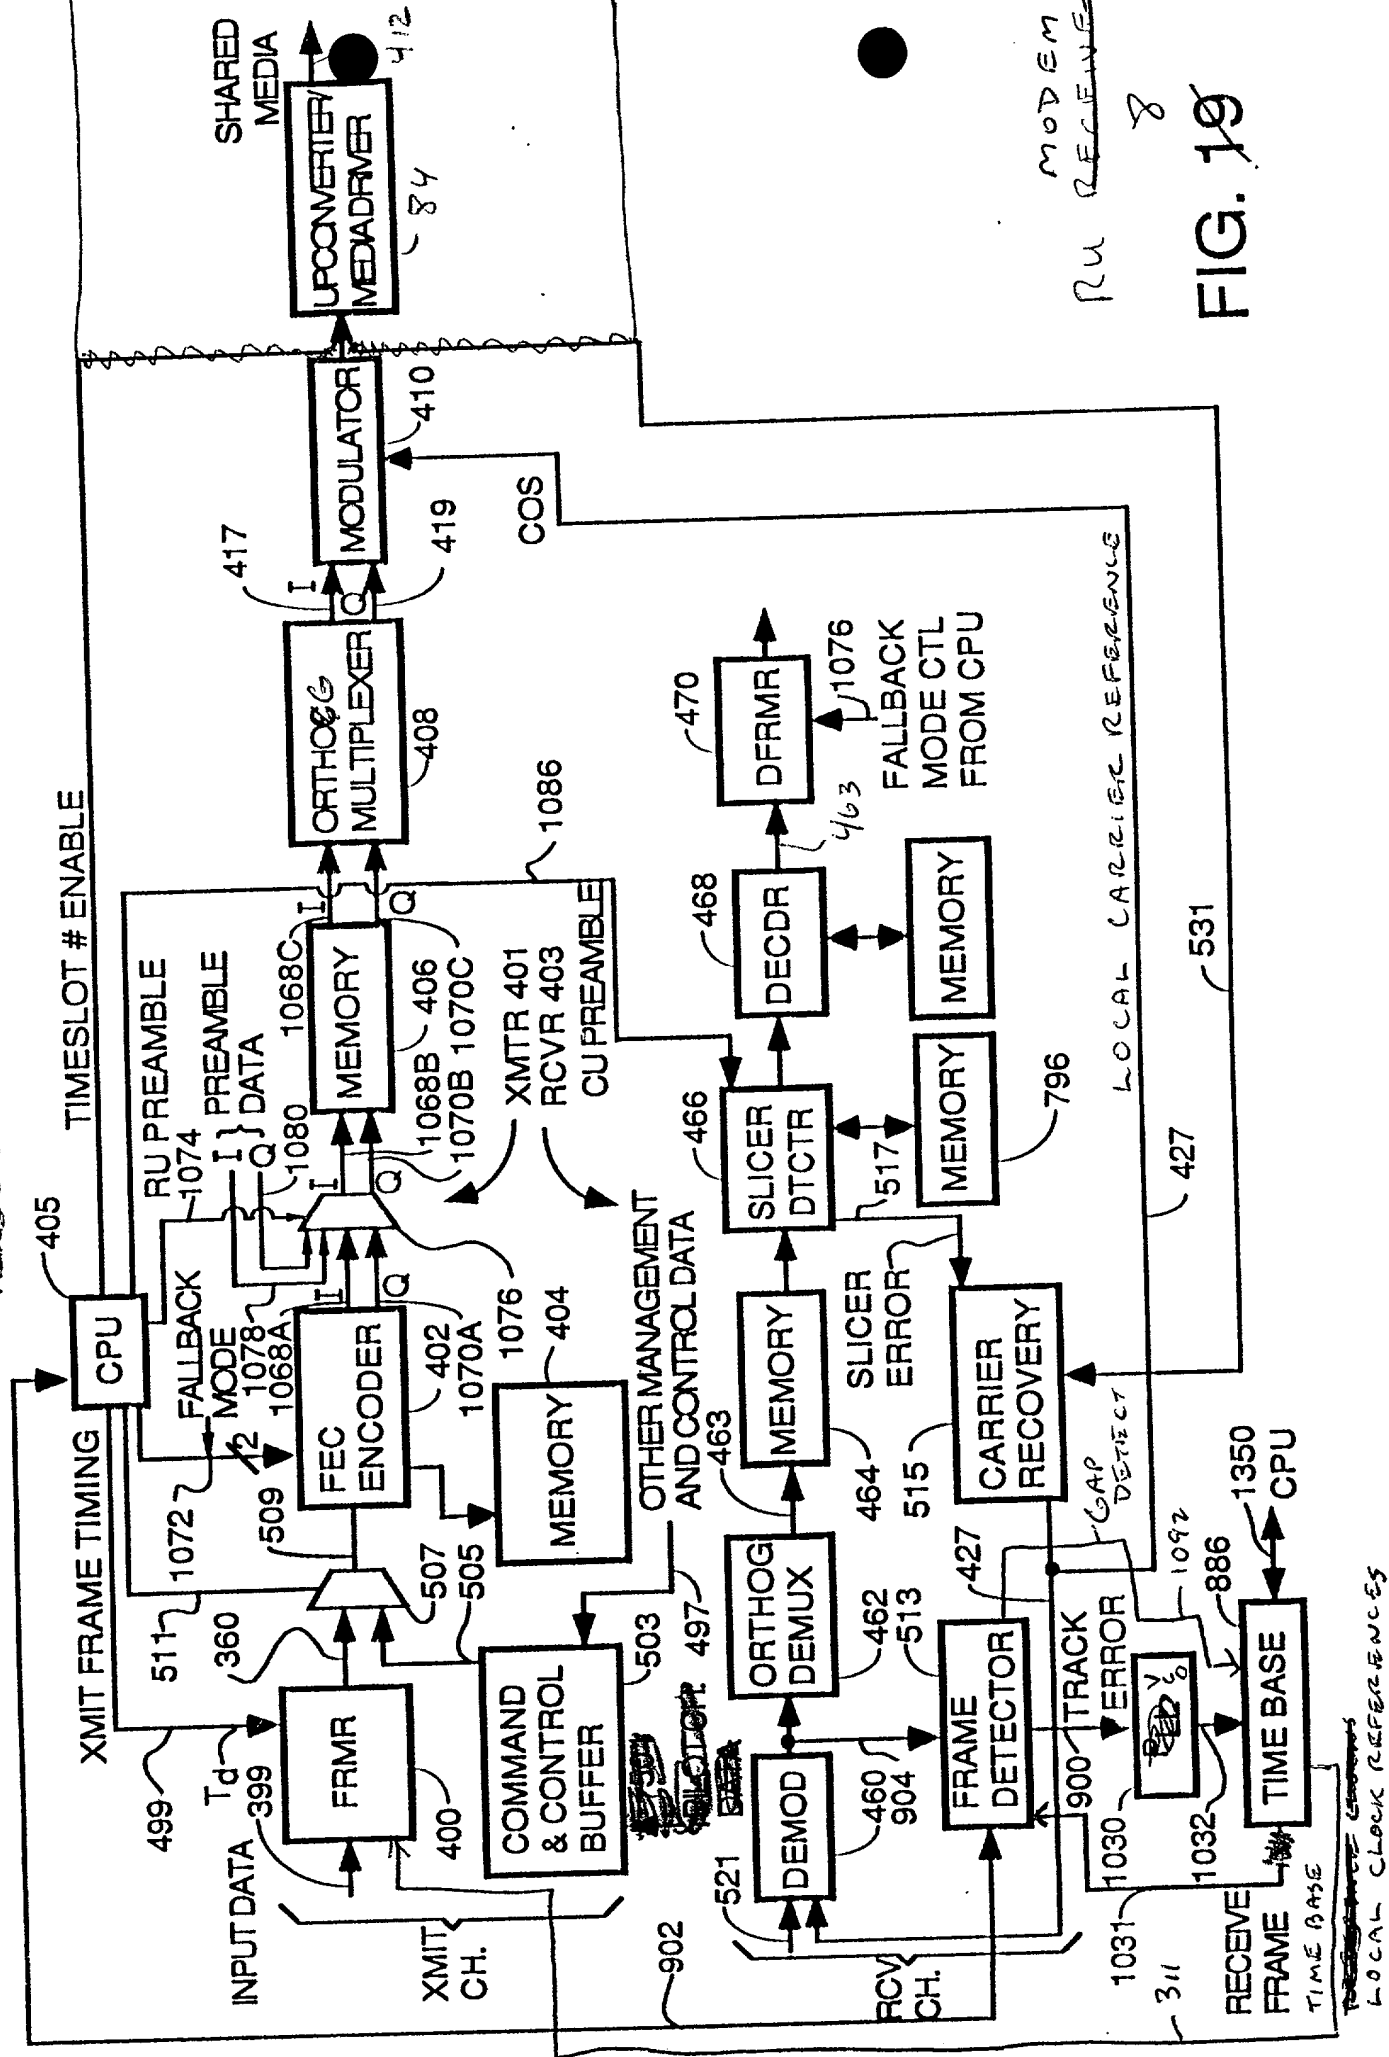 TIMESLOT # ENABLE
405
CPU
XMIT FRAME TIMING
RU PREAMBLE
1074
I } PREAMBLE
Q } DATA
1080
FALLBACK
MODE
1072
2
1078
1068A
I
Q
1068C
I
Q
417
I
Q
419
SHARED
MEDIA
412
UPCONVERTER/
MEDIA DRIVER
84
MODULATOR
410
COS
ORTHOG
MULTIPLEXER
408
MEMORY
406
1068B
1070B 1070C
I
Q
FEC
ENCODER
402
1070A
1076
MEMORY
404
509
507
505
511
360
499
Td
INPUT DATA
399
FRMR
400
XMIT
CH.
COMMAND
& CONTROL
BUFFER
503
497
OTHER MANAGEMENT
AND CONTROL DATA
XMTR 401
RCVR 403
CU PREAMBLE
1086
PILOT CH.
DATA
521
DEMOD
460
904
ORTHOG
DEMUX
462
463
MEMORY
464
SLICER
DTCTR
466
517
MEMORY
796
DECDR
468
MEMORY
463
DFRMR
470
1076
FALLBACK
MODE CTL
FROM CPU
SLICER
ERROR
CARRIER
RECOVERY
515
427
FRAME
DETECTOR
513
900
TRACK
ERROR
GAP
DETECT
1092
1030
VCO
1032
886
TIME BASE
1350
CPU
1031
RECEIVE
FRAME
TIME BASE
LOCAL CLOCK REFERENCES
311
902
RCV
CH.
LOCAL CARRIER REFERENCE
427
531
MODEM
RU RECEIVE
8
FIG. 19